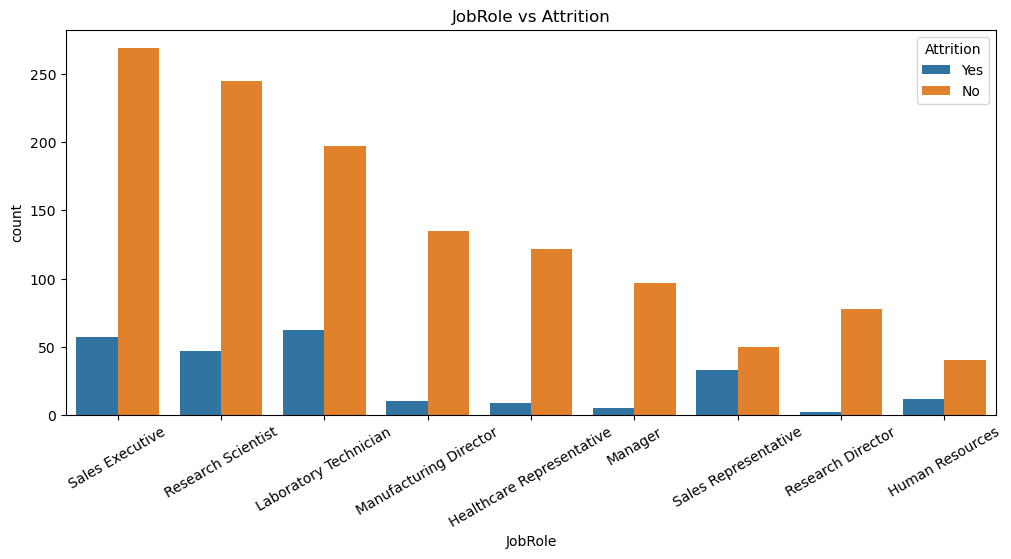 JobRole vs Attrition
Attrition
Yes
No
count
250
200
150
100
50
0
Sales Executive
Research Scientist
Laboratory Technician
Manufacturing Director
Healthcare Representative
Manager
Sales Representative
Research Director
Human Resources
JobRole